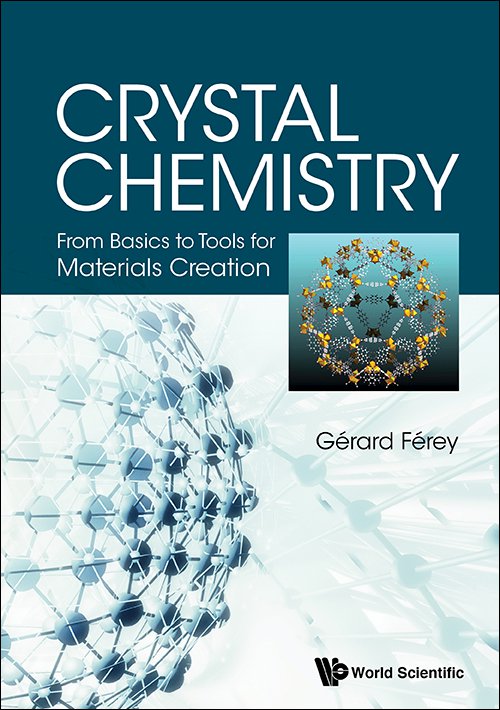 CRYSTAL
CHEMISTRY
From Basics to Tools for
Materials Creation
Gérard Férey
World Scientific